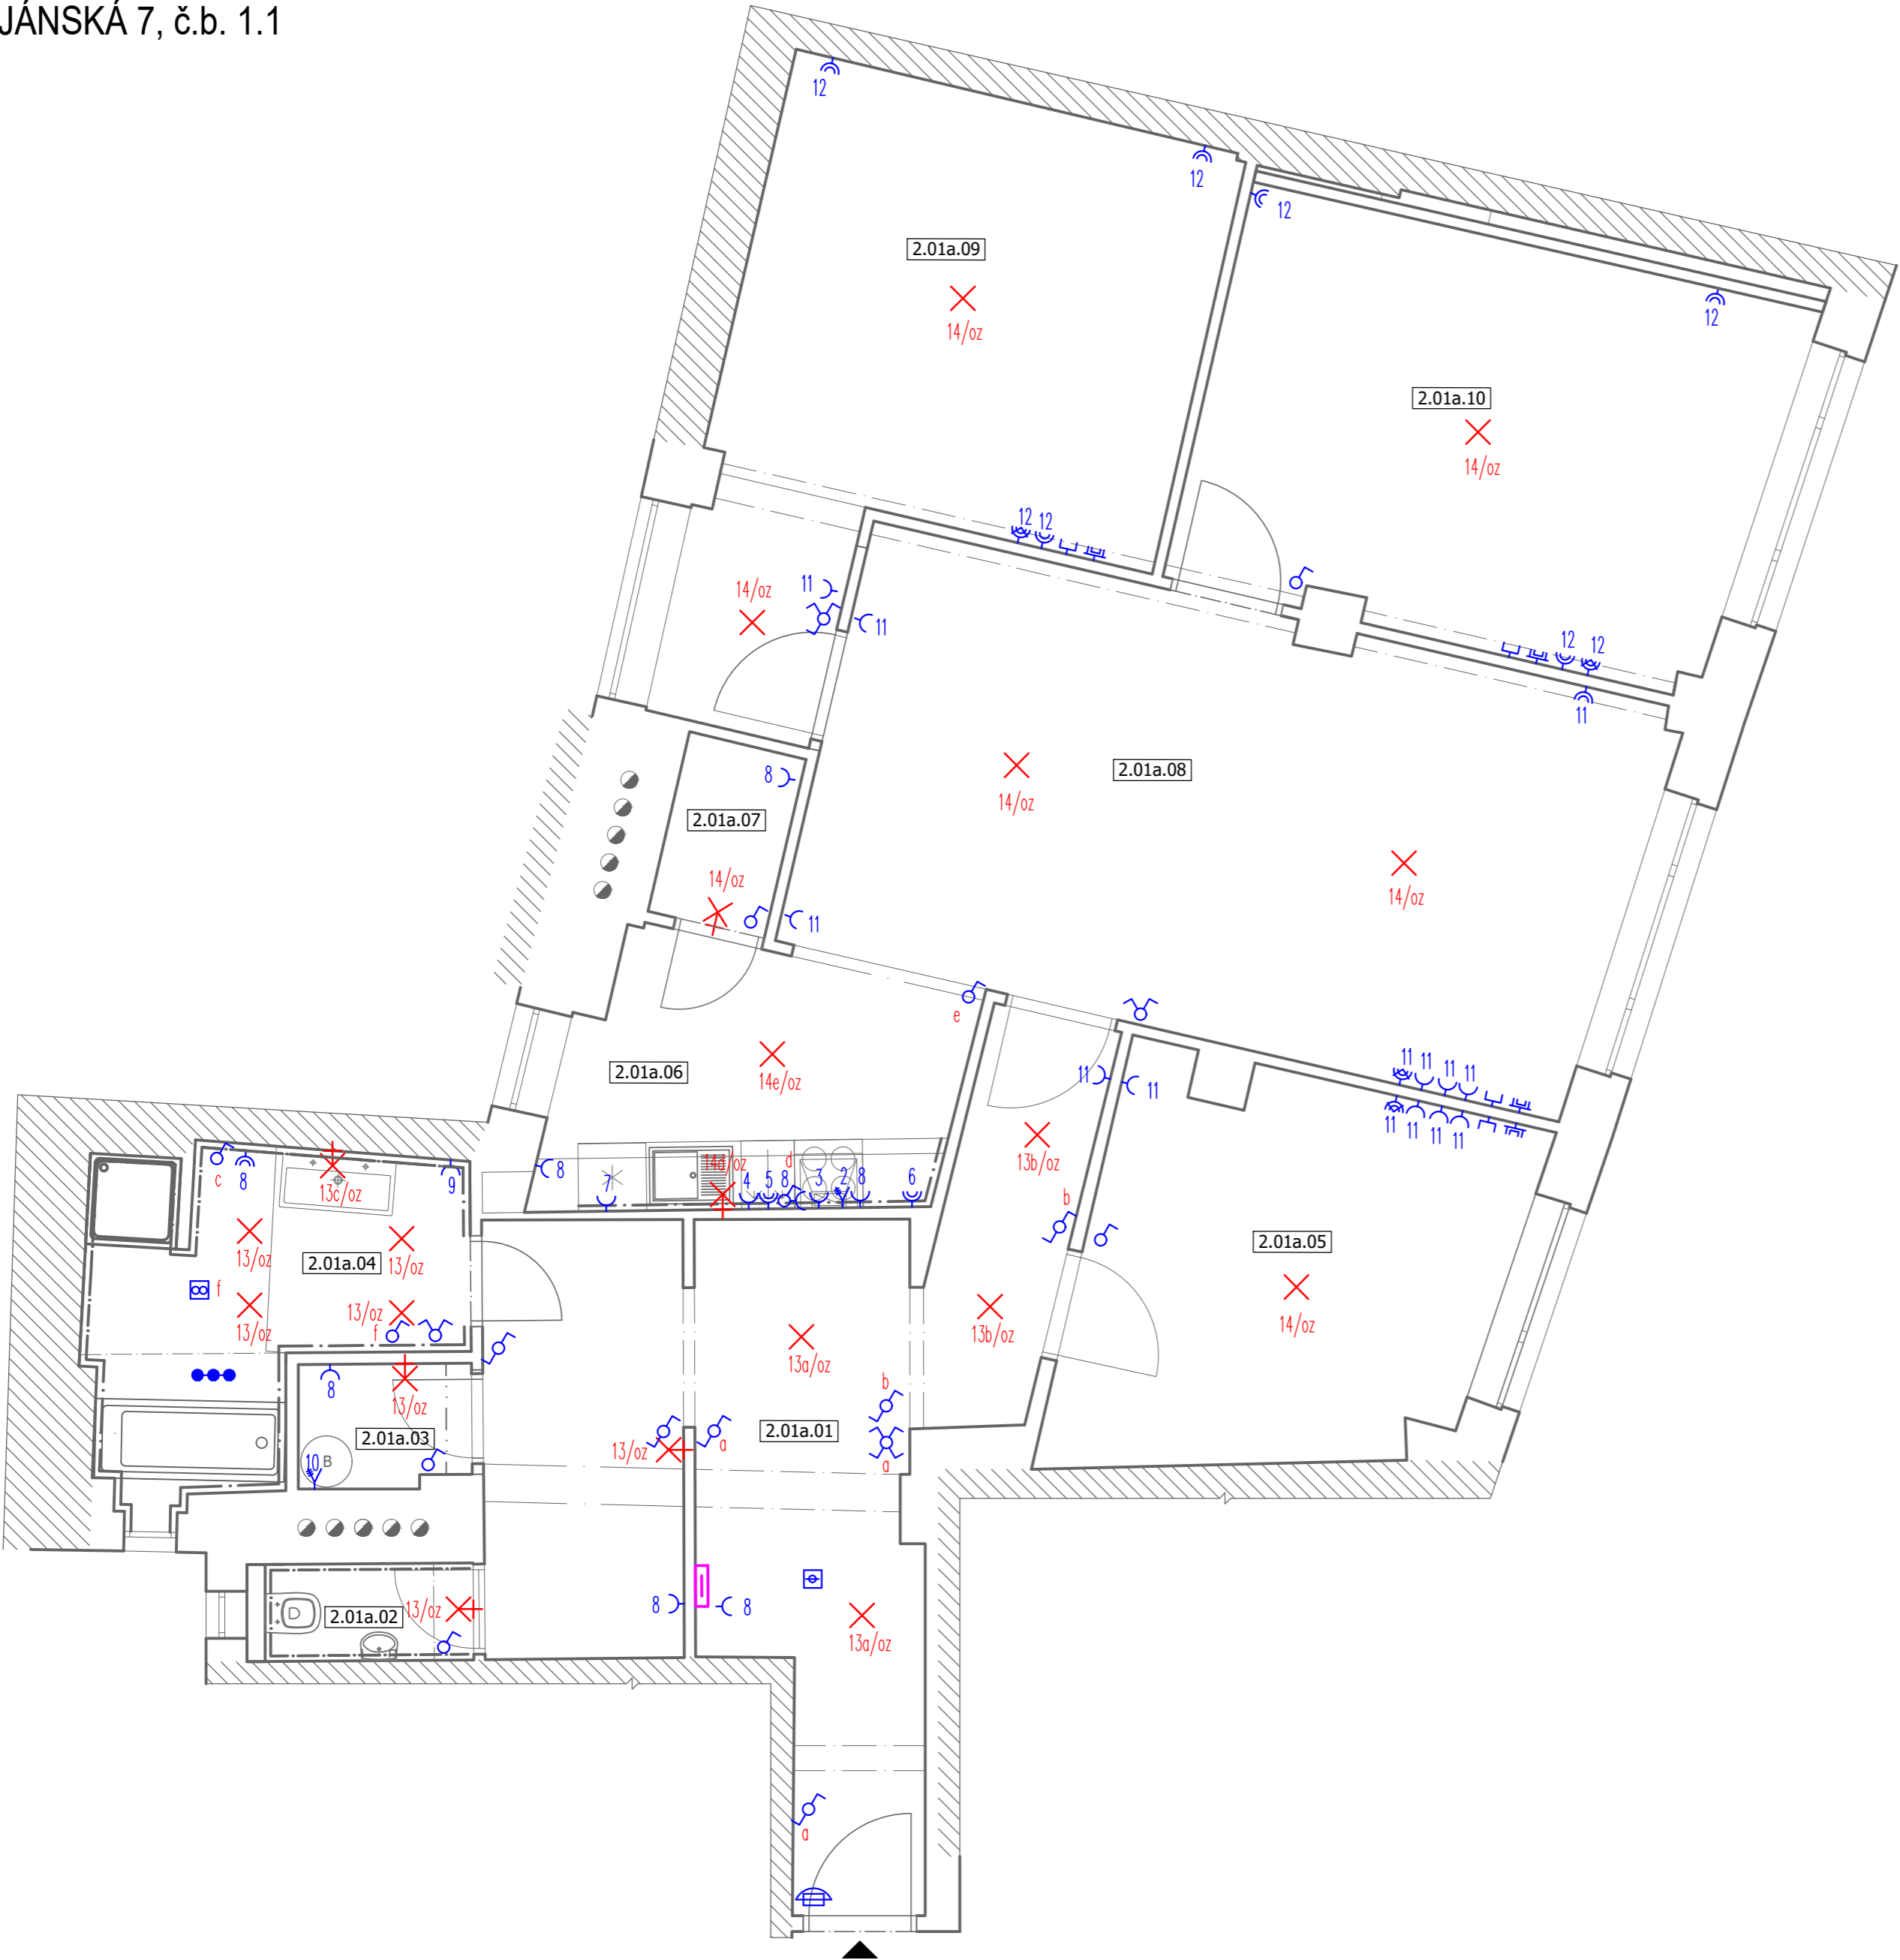 JÁNSKÁ 7, č.b. 1.1
12
12
12
2.01a.09
14/oz
12
2.01a.10
14/oz
12 12
14/oz
11
11
12 12
11
8
2.01a.07
14/oz
2.01a.08
14/oz
14/oz
11
e
2.01a.06
14e/oz
11
11
11 11 11 11
11 11 11 11
13b/oz
c
8
13c/oz
9
8
7
14d/oz
4 5 8
d
3 2 8
6
b
13/oz
2.01a.04
13/oz
2.01a.05
f
13/oz
13/oz
f
13b/oz
14/oz
13a/oz
8
13/oz
b
2.01a.03
10
B
13/oz
a
2.01a.01
a
2.01a.02
13/oz
8
8
13a/oz
a